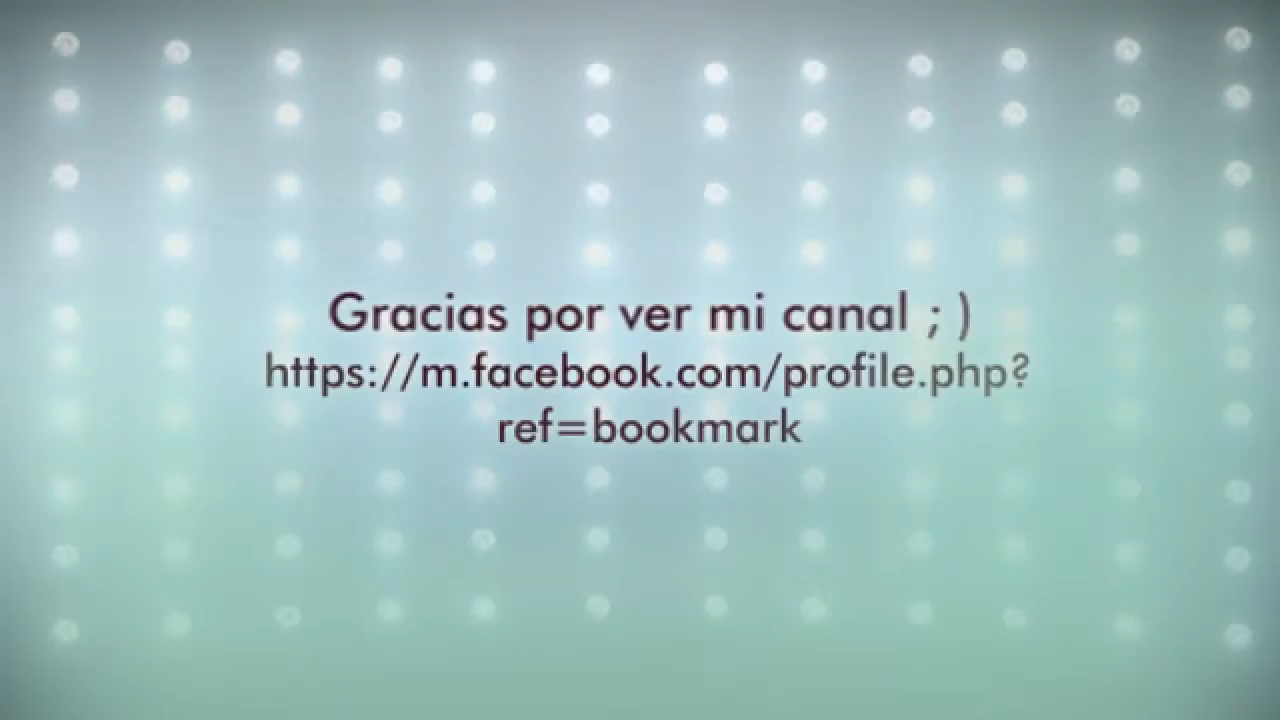 Gracias por ver mi canal ; )
https://m.facebook.com/profile.php?
ref=bookmark